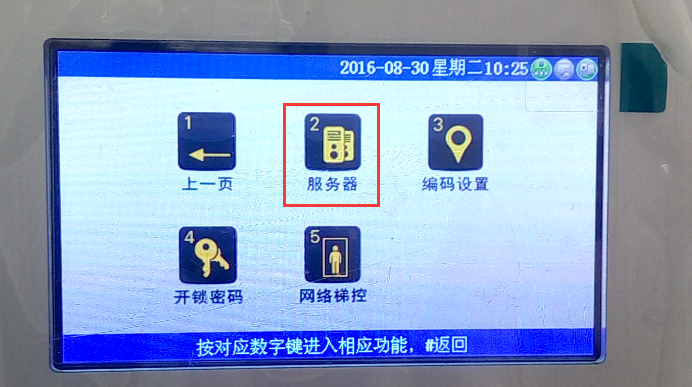 2016-08-30 星期二10:25
1
2
3
上一页
服务器
编码设置
4
5
开锁密码
网络梯控
按对应数字键进入相应功能，#返回